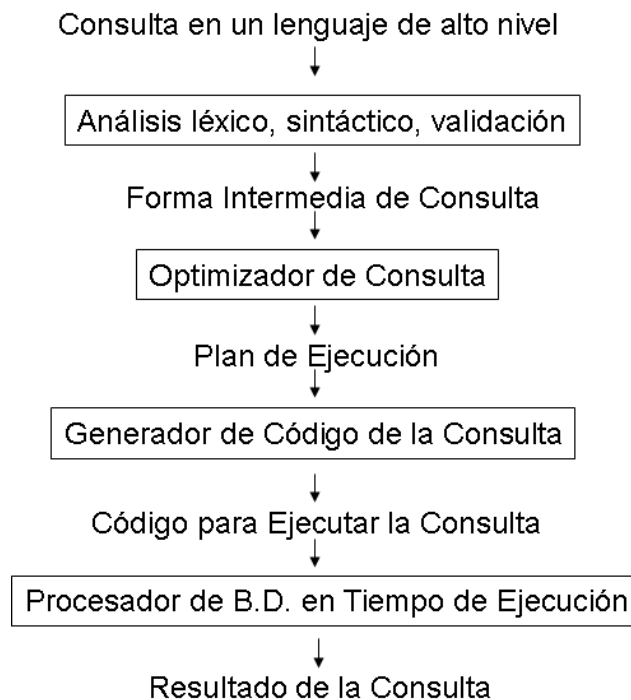 Consulta en un lenguaje de alto nivel
Análisis léxico, sintáctico, validación
Forma Intermedia de Consulta
Optimizador de Consulta
Plan de Ejecución
Generador de Código de la Consulta
Código para Ejecutar la Consulta
Procesador de B.D. en Tiempo de Ejecución
Resultado de la Consulta